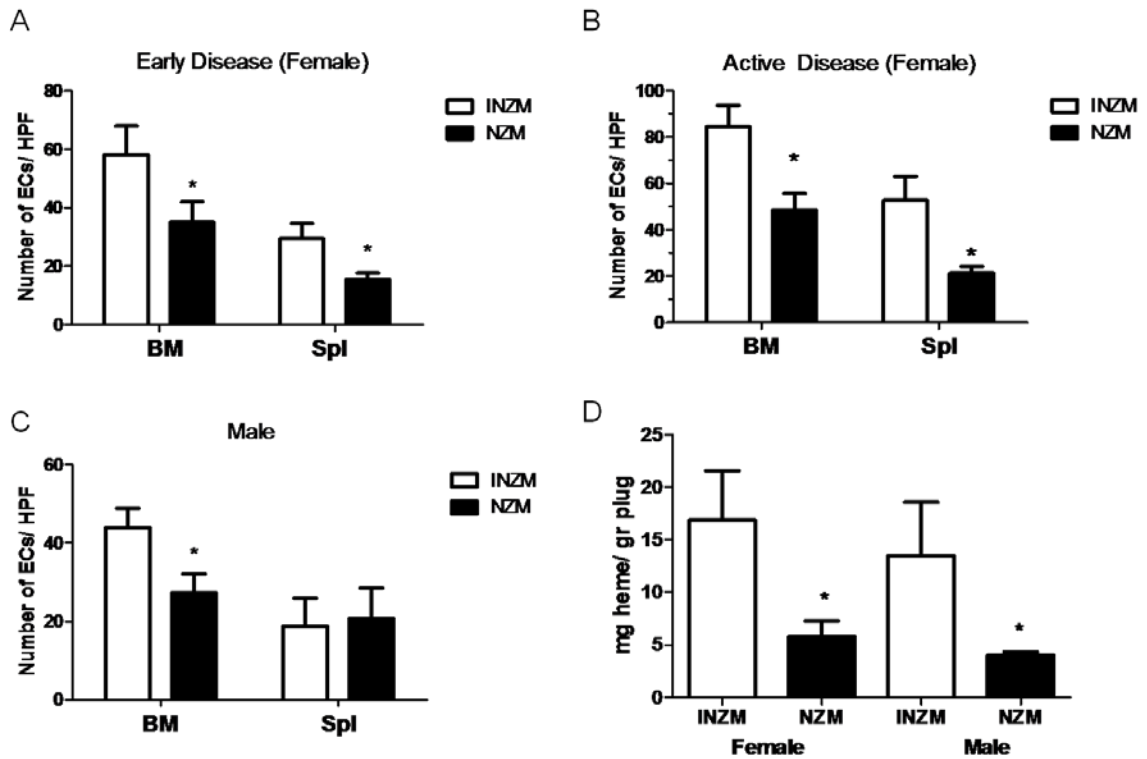 A
Early Disease (Female)
Number of ECs/ HPF
80
60
40
20
0
*
*
BM
Spl
INZM
NZM
B
Active Disease (Female)
Number of ECs/ HPF
100
80
60
40
20
0
*
*
BM
Spl
INZM
NZM
C
Male
Number of ECs/ HPF
60
40
20
0
*
BM
Spl
INZM
NZM
D
mg heme/ gr plug
25
20
15
10
5
0
*
*
INZM NZM INZM NZM
Female Male